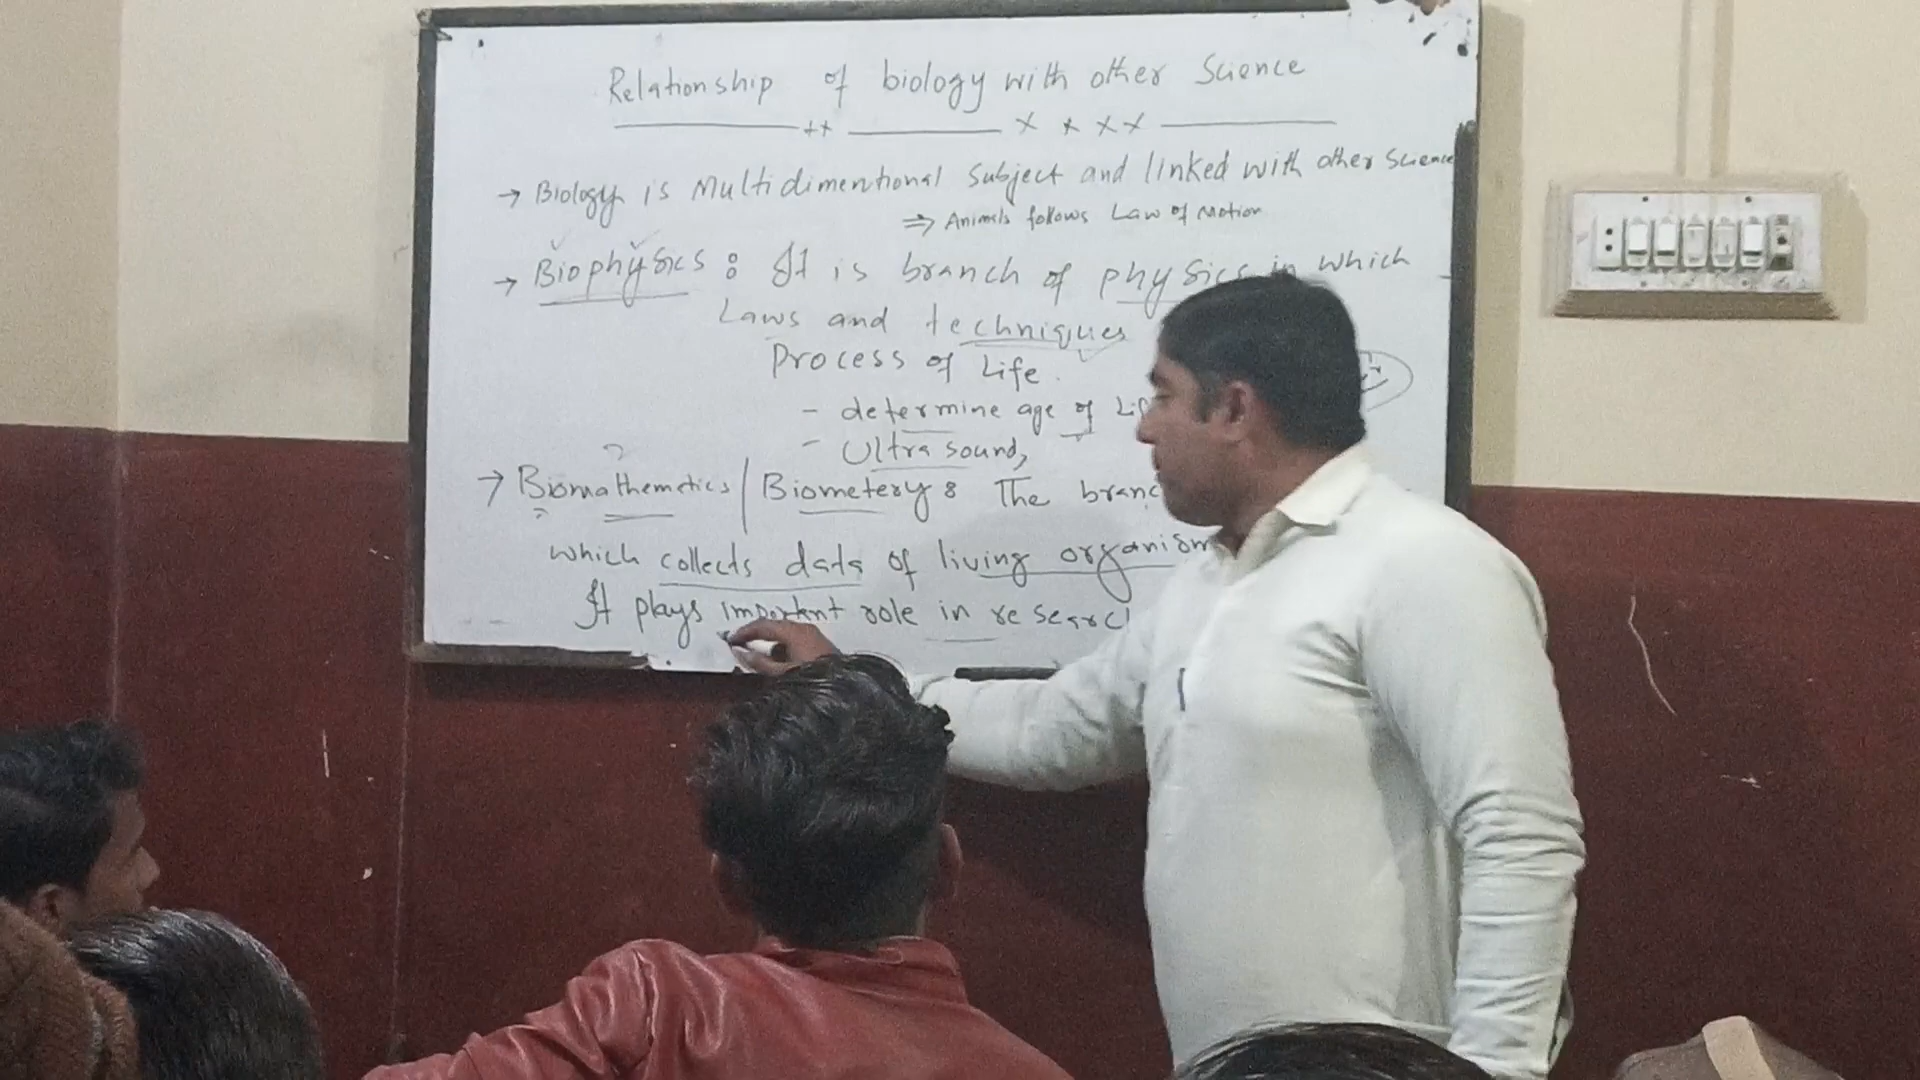 Relationship of biology with other Science
→ Biology is Multidimentional Subject and linked with other Science
⇒ Animals follows Law of Motion
→ Biophysics : It is branch of physics in which
Laws and techniques
Process of Life.
- determine age of
- Ultra sound,
→ Biomathemetics / Biometery : The
which collects data of living organism
It plays important role in